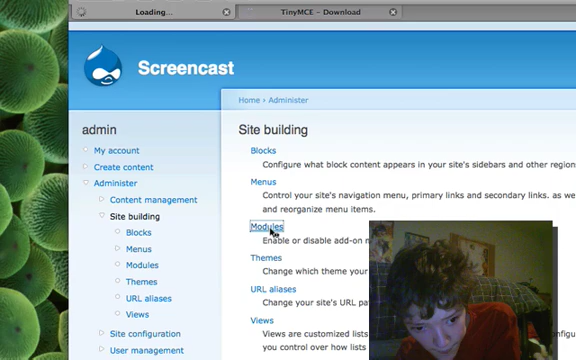 Loading...
TinyMCE - Download
Screencast
Home › Administer
admin
My account
Create content
Administer
Content management
Site building
Blocks
Menus
Modules
Themes
URL aliases
Views
Site configuration
User management
Site building
Blocks
Configure what block content appears in your site's sidebars and other regions
Menus
Control your site's navigation menu, primary links and secondary links. as we
and reorganize menu items.
Modules
Enable or disable add-on
Themes
Change which theme your
URL aliases
Change your site's URL pa
Views
Views are customized lists
you control over how lists